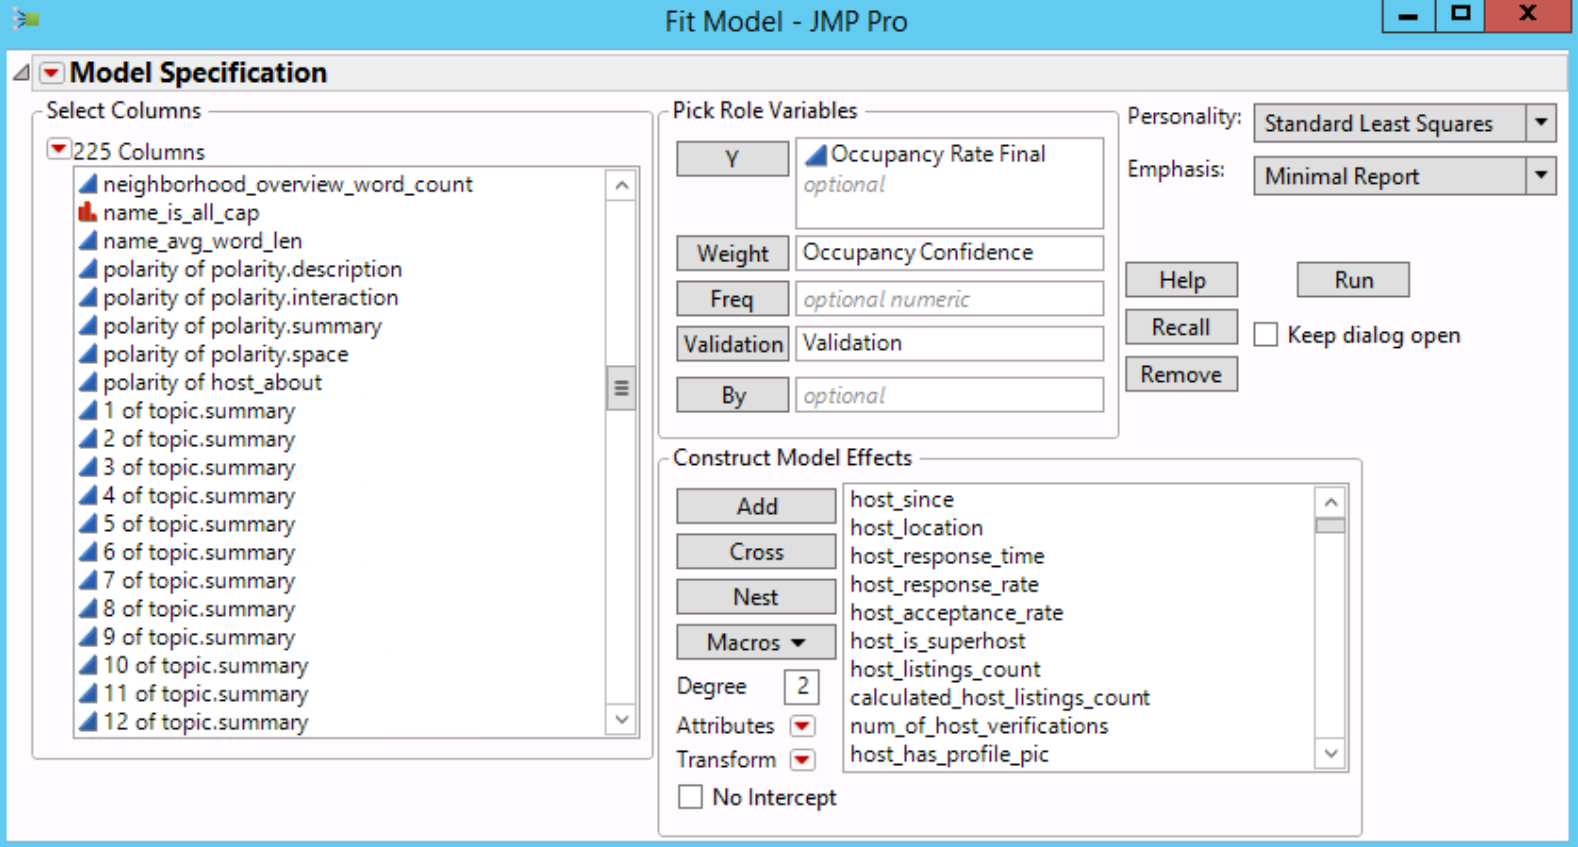 Fit Model - JMP Pro
Model Specification
Select Columns
225 Columns
neighborhood_overview_word_count
name_is_all_cap
name_avg_word_len
polarity of polarity.description
polarity of polarity.interaction
polarity of polarity.summary
polarity of polarity.space
polarity of host_about
1 of topic.summary
2 of topic.summary
3 of topic.summary
4 of topic.summary
5 of topic.summary
6 of topic.summary
7 of topic.summary
8 of topic.summary
9 of topic.summary
10 of topic.summary
11 of topic.summary
12 of topic.summary
Pick Role Variables
Y
Occupancy Rate Final
optional
Weight
Occupancy Confidence
Freq
optional numeric
Validation
Validation
By
optional
Personality:
Standard Least Squares
Emphasis:
Minimal Report
Help
Run
Recall
Keep dialog open
Remove
Construct Model Effects
Add
Cross
Nest
Macros
Degree
2
Attributes
Transform
No Intercept
host_since
host_location
host_response_time
host_response_rate
host_acceptance_rate
host_is_superhost
host_listings_count
calculated_host_listings_count
num_of_host_verifications
host_has_profile_pic